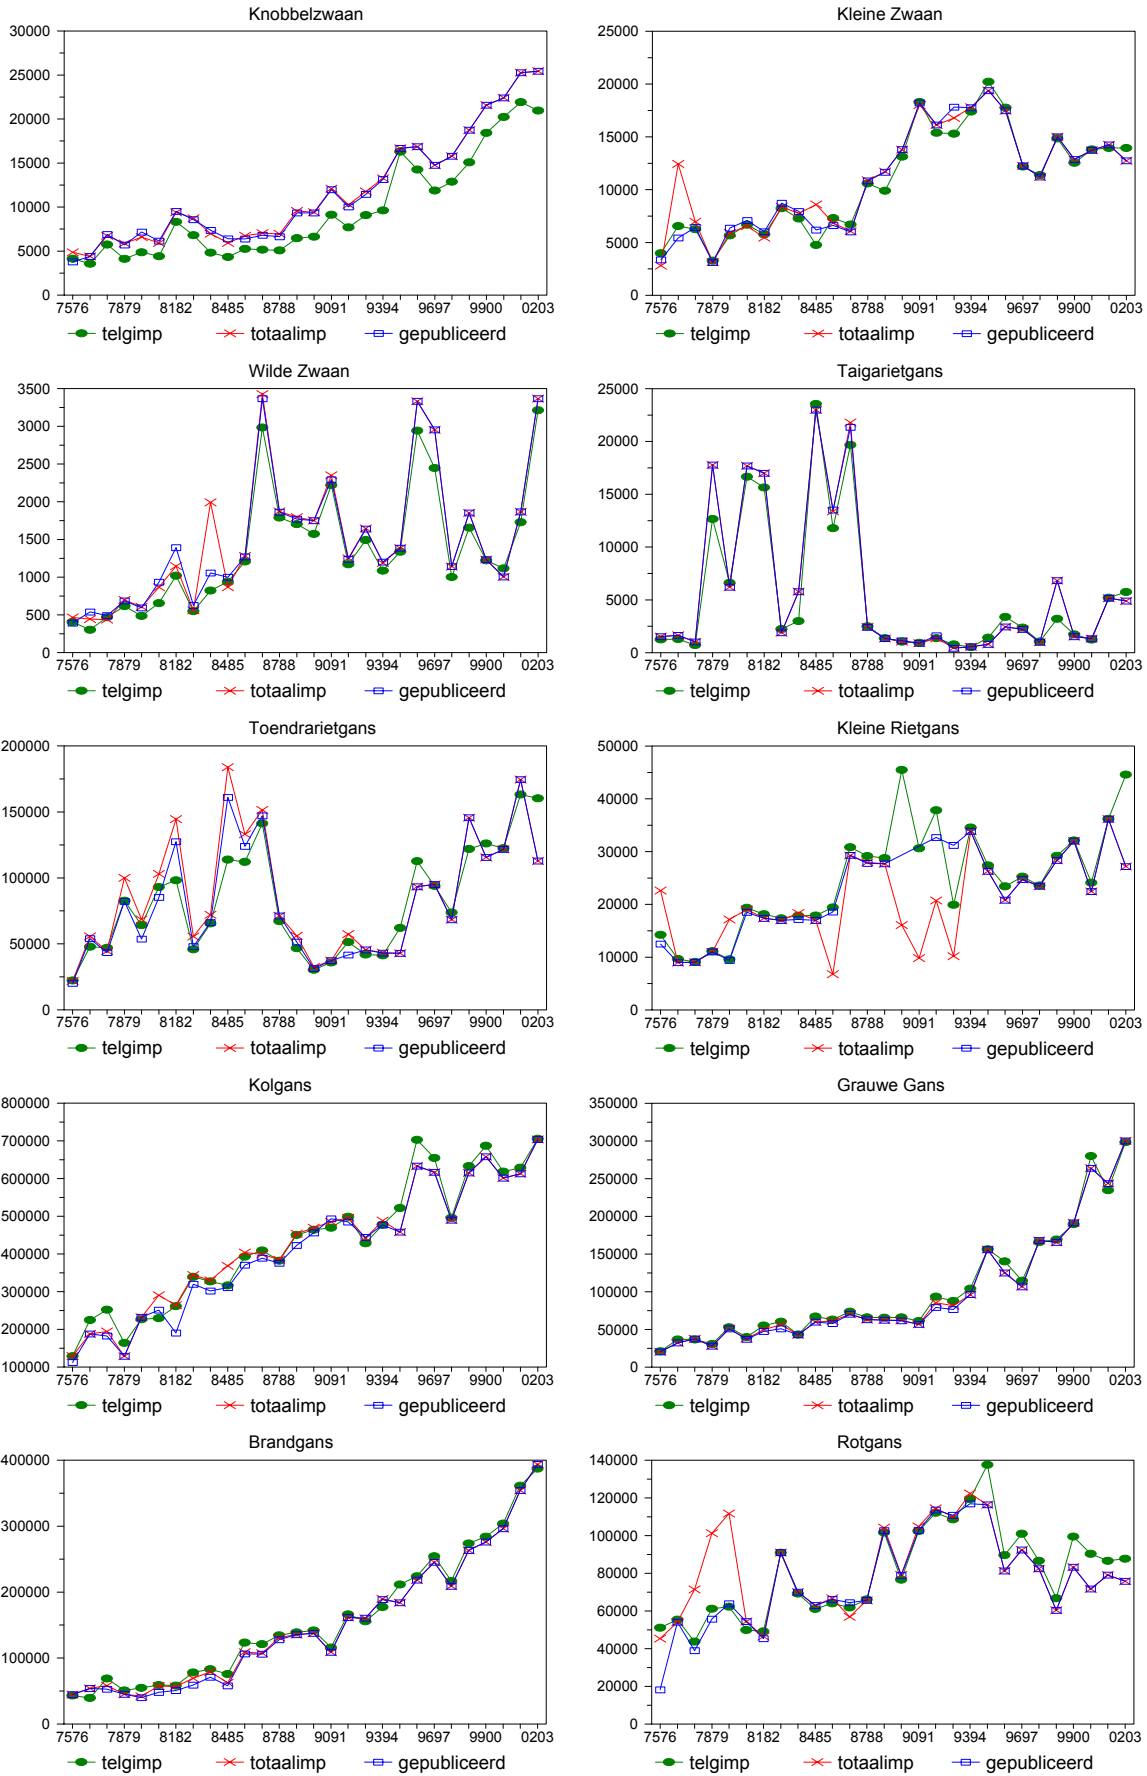 Knobbelzwaan
30000
25000
20000
15000
10000
5000
0
7576 7879 8182 8485 8788 9091 9394 9697 9900 0203
telgimp totaalimp gepubliceerd
Kleine Zwaan
25000
20000
15000
10000
5000
0
7576 7879 8182 8485 8788 9091 9394 9697 9900 0203
telgimp totaalimp gepubliceerd
Wilde Zwaan
3500
3000
2500
2000
1500
1000
500
0
7576 7879 8182 8485 8788 9091 9394 9697 9900 0203
telgimp totaalimp gepubliceerd
Taigarietgans
25000
20000
15000
10000
5000
0
7576 7879 8182 8485 8788 9091 9394 9697 9900 0203
telgimp totaalimp gepubliceerd
Toendrarietgans
200000
150000
100000
50000
0
7576 7879 8182 8485 8788 9091 9394 9697 9900 0203
telgimp totaalimp gepubliceerd
Kleine Rietgans
50000
40000
30000
20000
10000
0
7576 7879 8182 8485 8788 9091 9394 9697 9900 0203
telgimp totaalimp gepubliceerd
Kolgans
800000
700000
600000
500000
400000
300000
200000
100000
7576 7879 8182 8485 8788 9091 9394 9697 9900 0203
telgimp totaalimp gepubliceerd
Grauwe Gans
350000
300000
250000
200000
150000
100000
50000
0
7576 7879 8182 8485 8788 9091 9394 9697 9900 0203
telgimp totaalimp gepubliceerd
Brandgans
400000
300000
200000
100000
0
7576 7879 8182 8485 8788 9091 9394 9697 9900 0203
telgimp totaalimp gepubliceerd
Rotgans
140000
120000
100000
80000
60000
40000
20000
0
7576 7879 8182 8485 8788 9091 9394 9697 9900 0203
telgimp totaalimp gepubliceerd